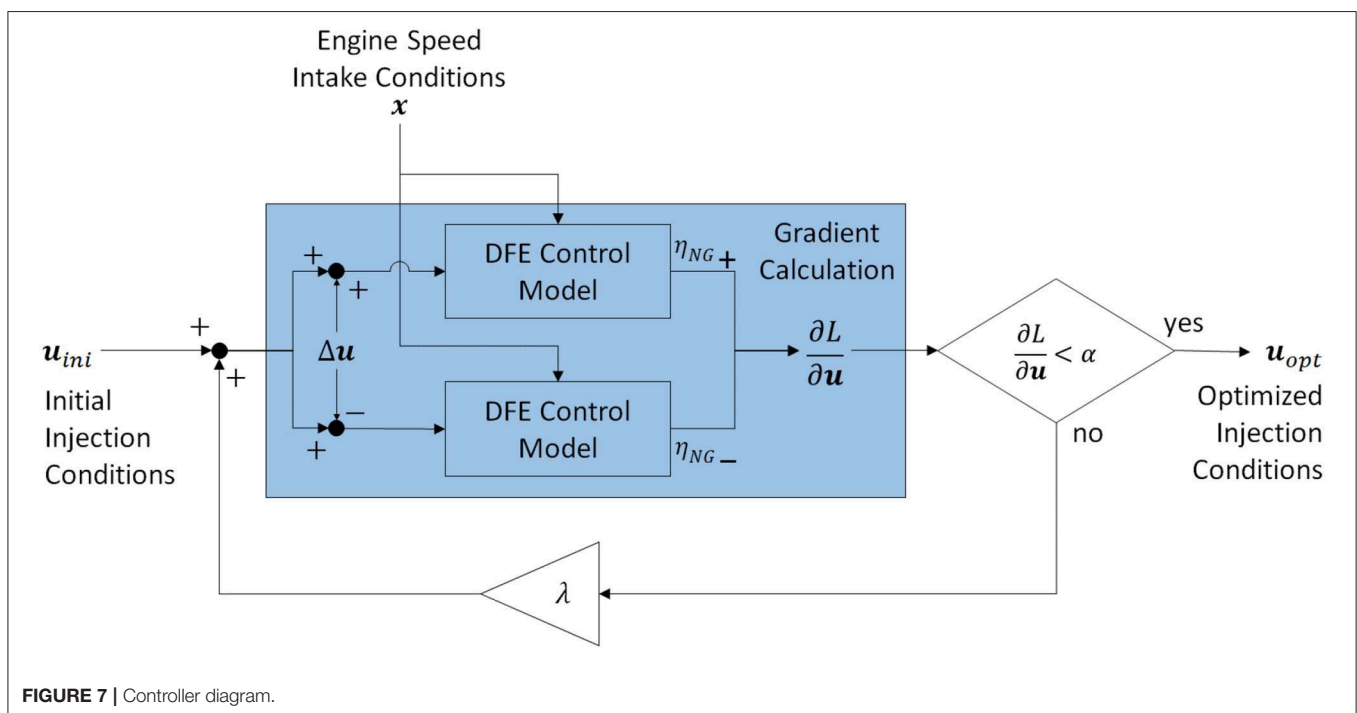 Engine Speed
Intake Conditions
x
+
+
Δu
−
+
DFE Control
Model
η_NG +
DFE Control
Model
η_NG −
Gradient
Calculation
∂L
∂u
+
+
u_ini
Initial
Injection
Conditions
∂L/∂u < α
yes
no
u_opt
Optimized
Injection
Conditions
λ
FIGURE 7 | Controller diagram.